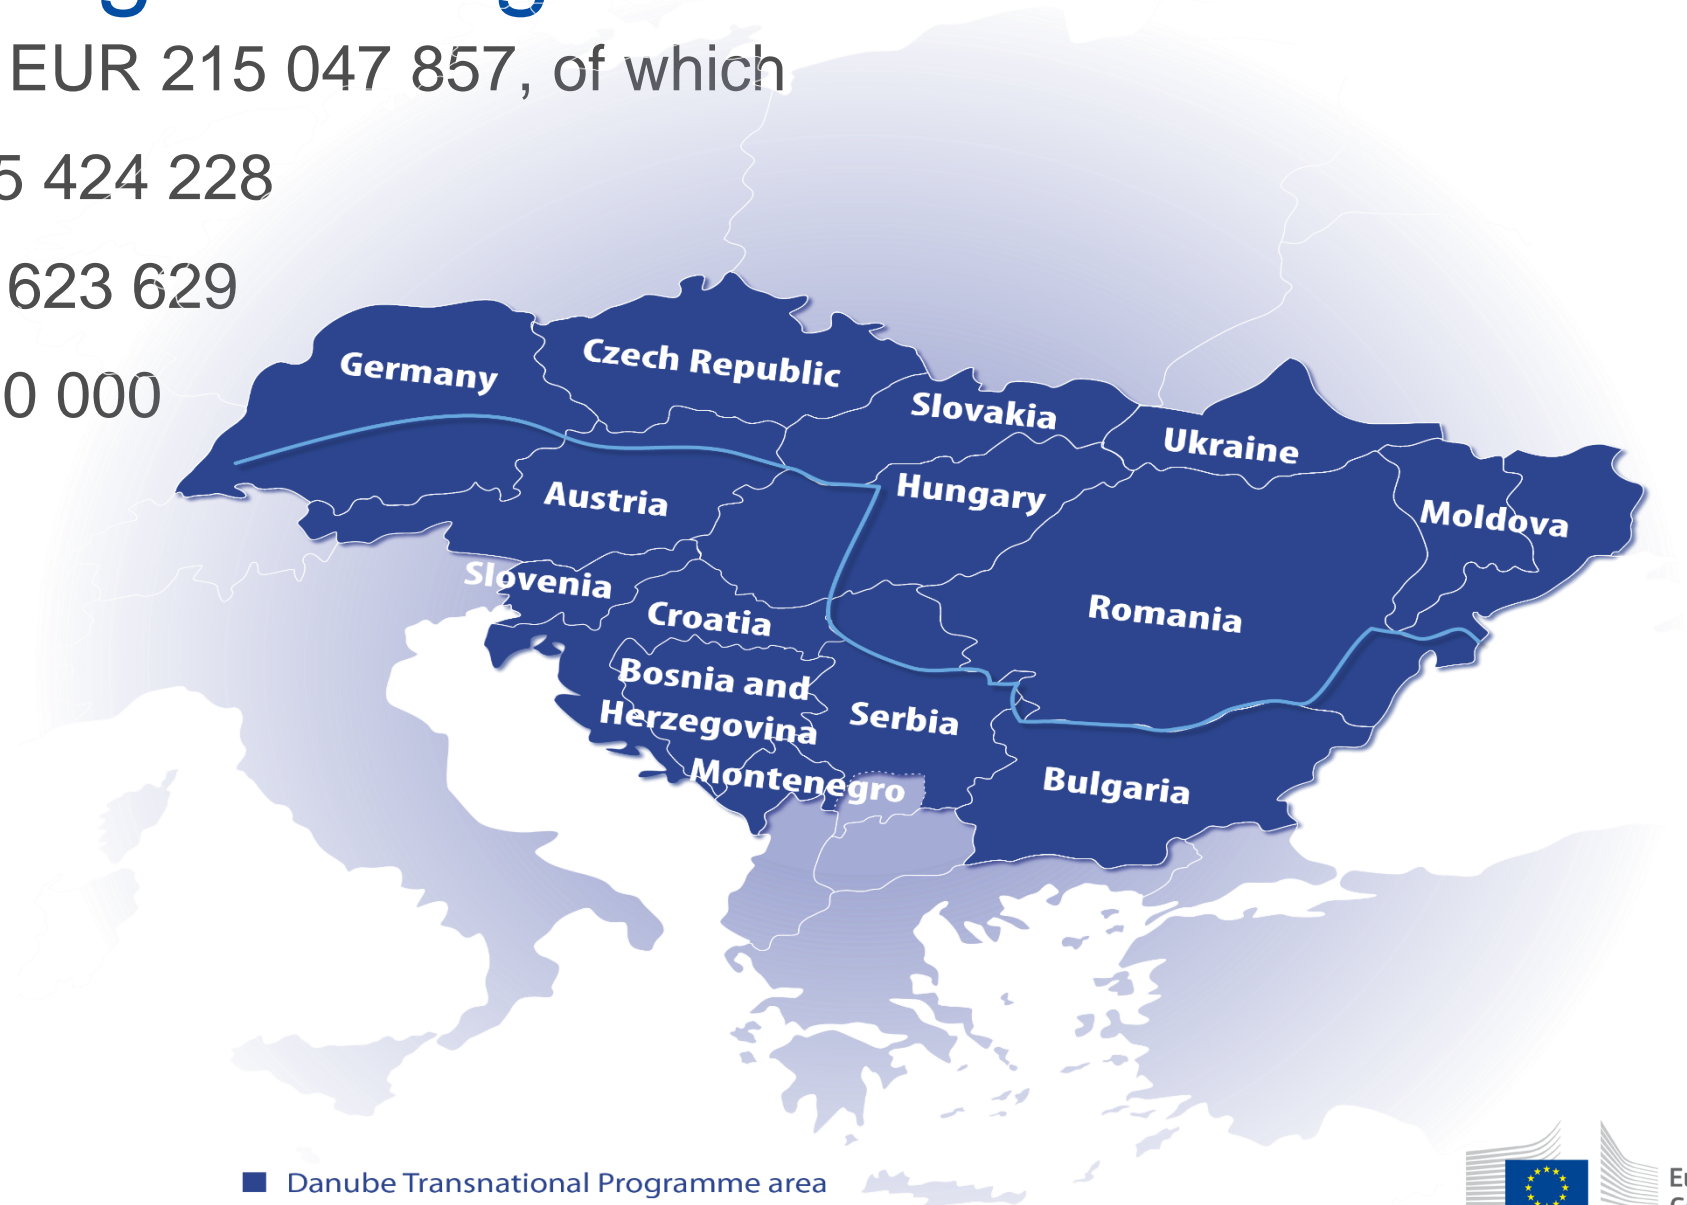 EUR 215 047 857, of which
5 424 228
623 629
0 000
Germany
Czech Republic
Slovakia
Ukraine
Austria
Hungary
Moldova
Slovenia
Croatia
Romania
Bosnia and
Herzegovina
Serbia
Montenegro
Bulgaria
Danube Transnational Programme area